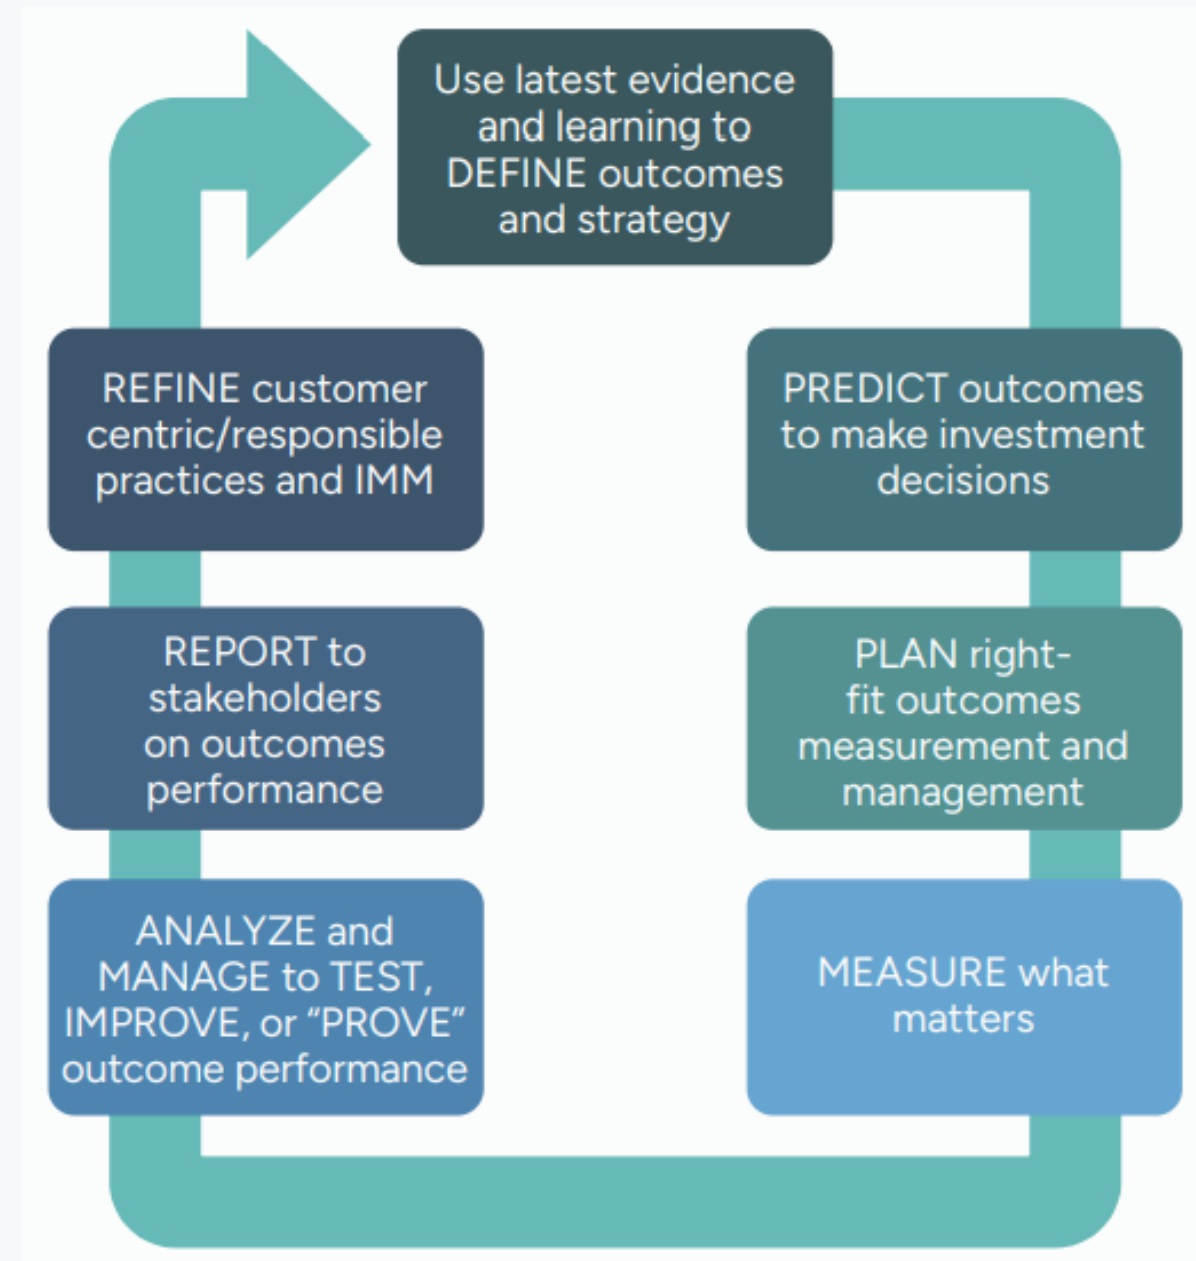 Use latest evidence
and learning to
DEFINE outcomes
and strategy
PREDICT outcomes
to make investment
decisions
PLAN right-
fit outcomes
measurement and
management
MEASURE what
matters
ANALYZE and
MANAGE to TEST,
IMPROVE, or “PROVE”
outcome performance
REPORT to
stakeholders
on outcomes
performance
REFINE customer
centric/responsible
practices and IMM